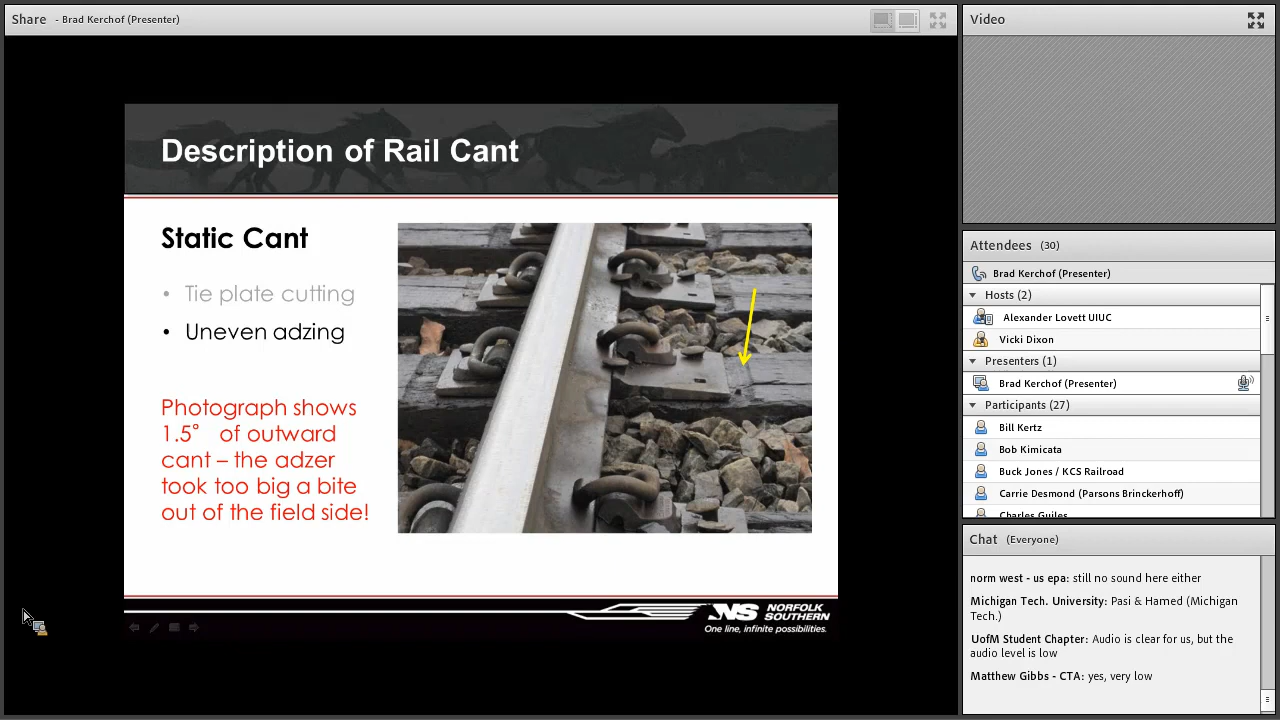 Share - Brad Kerchof (Presenter)
Description of Rail Cant
Static Cant
• Tie plate cutting
• Uneven adzing
Photograph shows
1.5° of outward
cant – the adzer
took too big a bite
out of the field side!
NS NORFOLK
SOUTHERN
One line, infinite possibilities.
Video
Attendees (30)
Brad Kerchof (Presenter)
Hosts (2)
Alexander Lovett UIUC
Vicki Dixon
Presenters (1)
Brad Kerchof (Presenter)
Participants (27)
Bill Kertz
Bob Kimicata
Buck Jones / KCS Railroad
Carrie Desmond (Parsons Brinckerhoff)
Charles Guiles
Chat (Everyone)
norm west - us epa: still no sound here either
Michigan Tech. University: Pasi & Hamed (Michigan
Tech.)
UofM Student Chapter: Audio is clear for us, but the
audio level is low
Matthew Gibbs - CTA: yes, very low